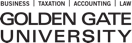 BUSINESS | TAXATION | ACCOUNTING | LAW
GOLDEN GATE
UNIVERSITY